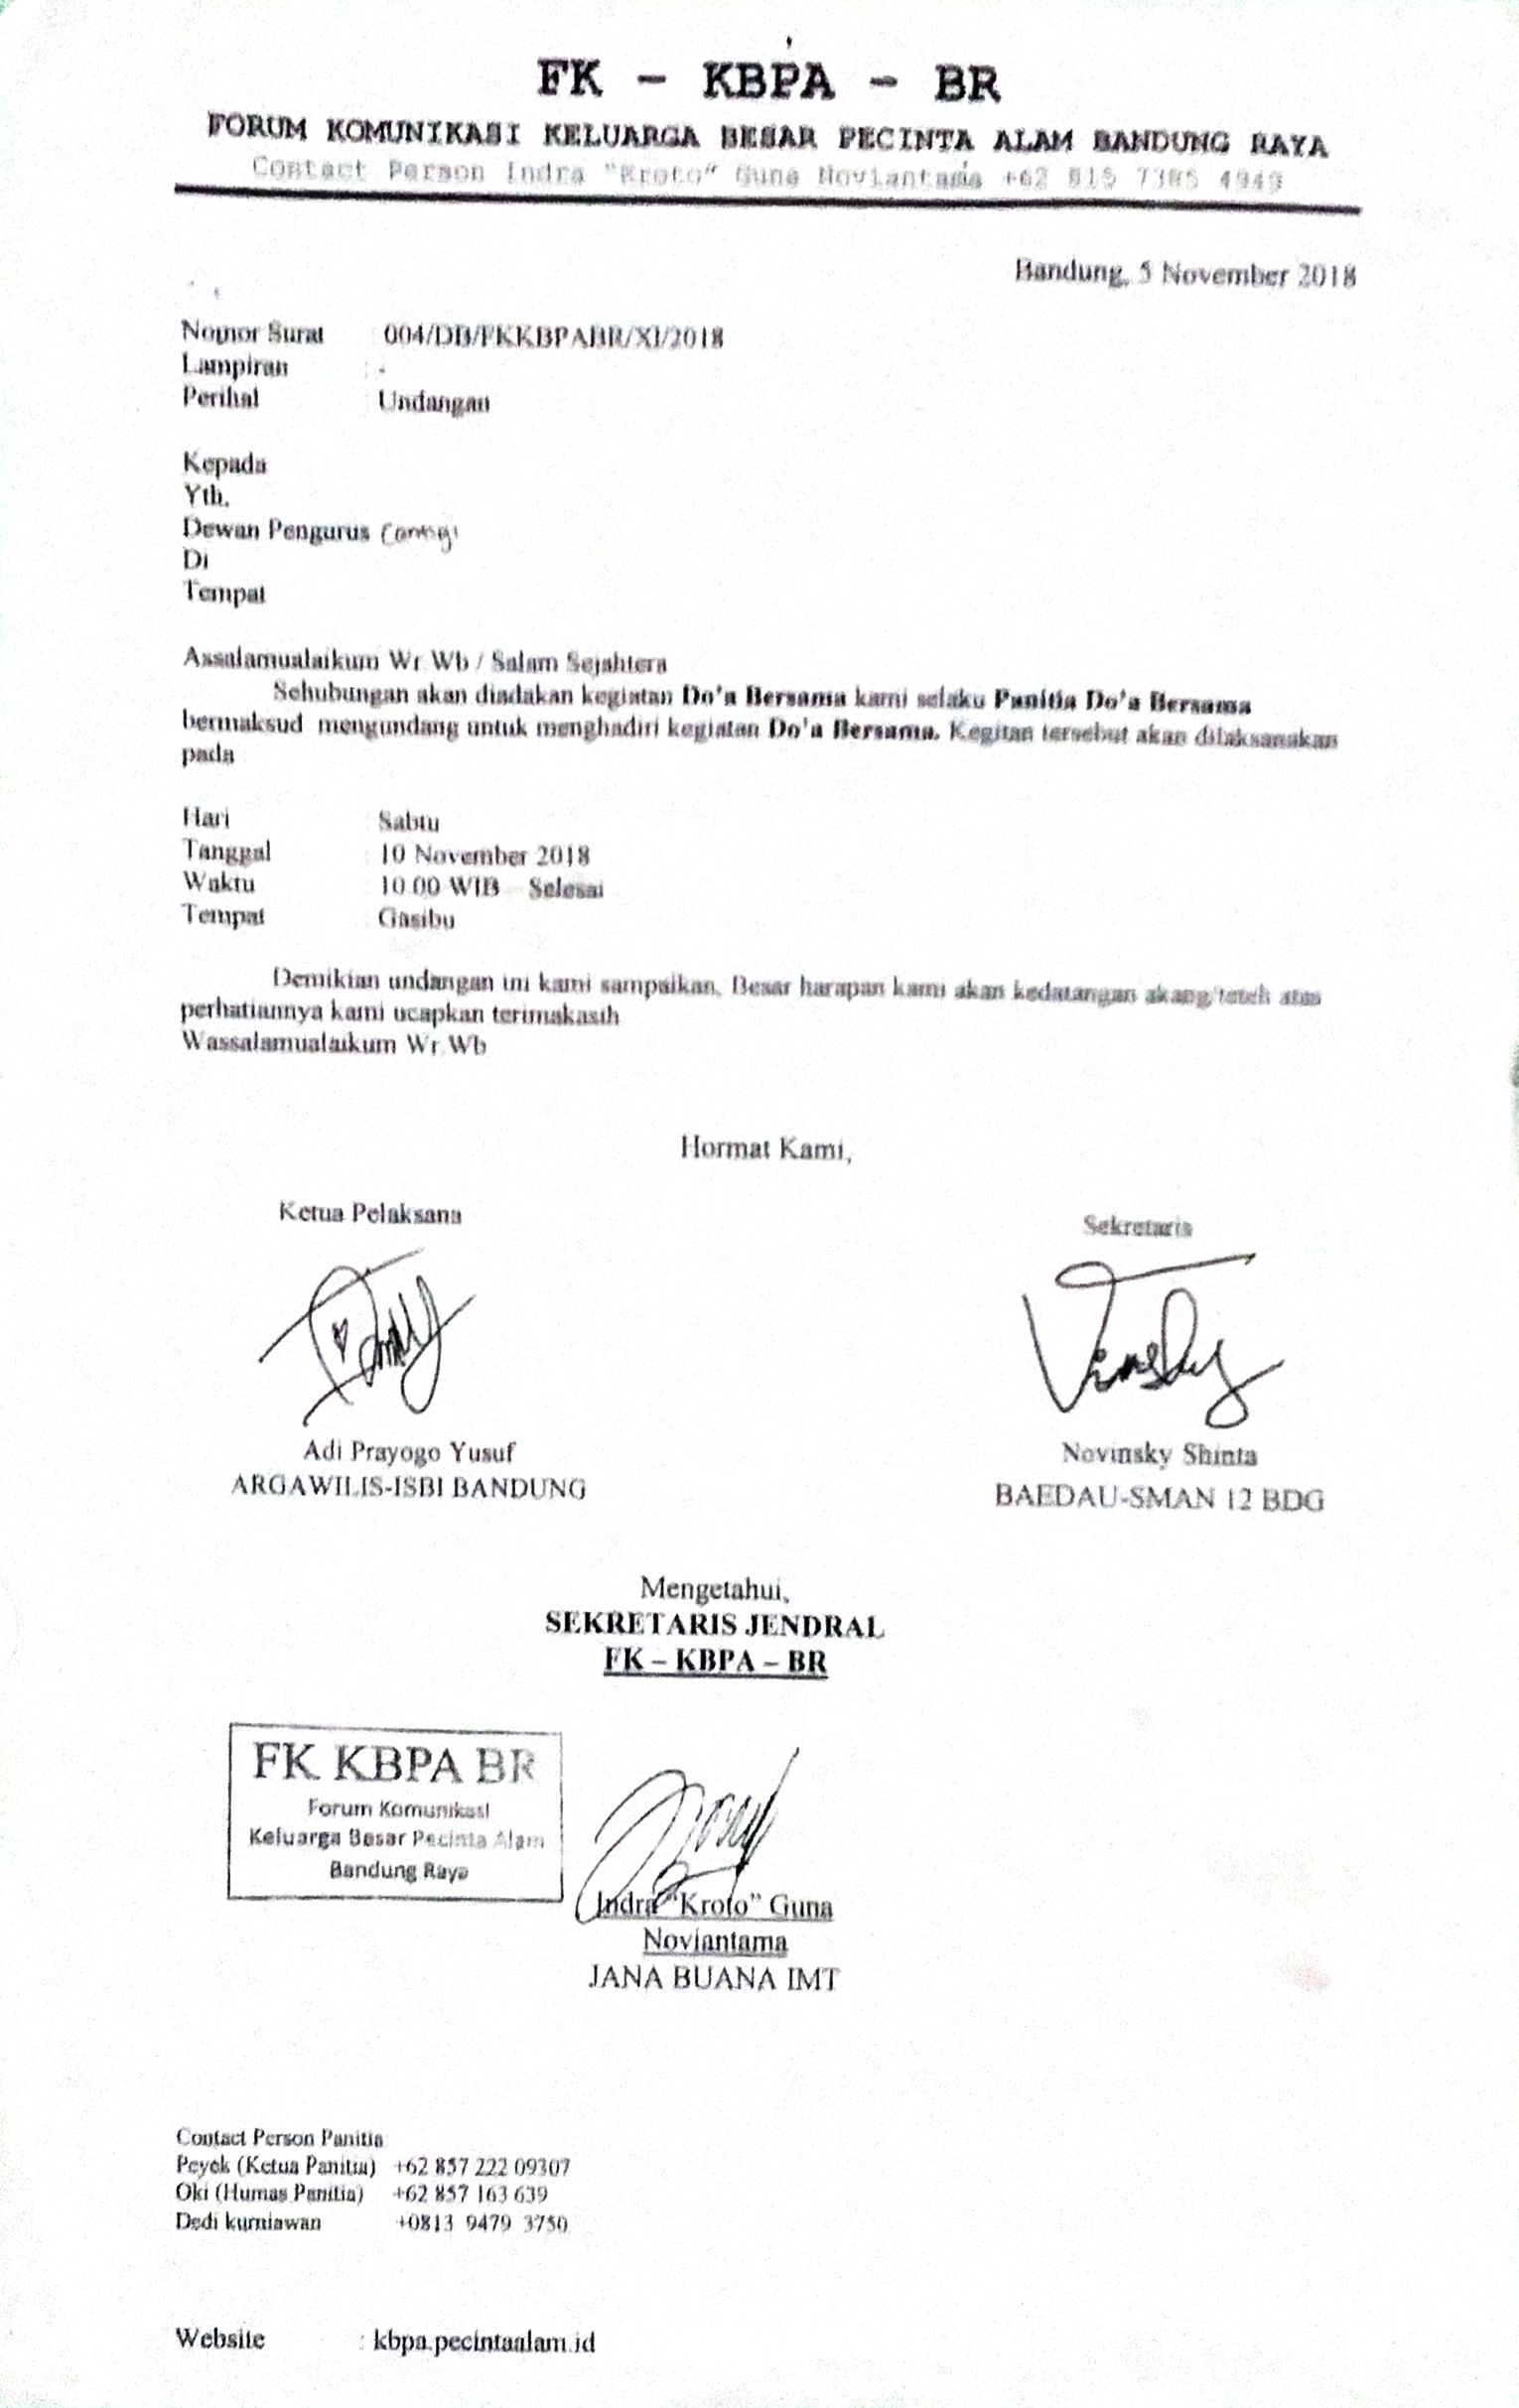 FK - KBPA - BR
FORUM KOMUNIKASI KELUARGA BESAR PECINTA ALAM BANDUNG RAYA
Contact Person Indra "Kroto" Guna Noviantama +62 815 7385 4949
Bandung, 5 November 2018
Nomor Surat 004/DB/FKKBPABR/XI/2018
Lampiran : -
Perihal Undangan
Kepada
Yth.
Dewan Pengurus
Di
Tempat
Assalamualaikum Wr.Wb / Salam Sejahtera
Sehubungan akan diadakan kegiatan Do'a Bersama kami selaku Panitia Do'a Bersama
bermaksud mengundang untuk menghadiri kegiatan Do'a Bersama. Kegitan tersebut akan dilaksanakan
pada
Hari Sabtu
Tanggal 10 November 2018
Waktu 10.00 WIB Selesai
Tempat Gasibu
Demikian undangan ini kami sampaikan. Besar harapan kami akan kedatangan akang/teteh atas
perhatiannya kami ucapkan terimakasih
Wassalamualaikum Wr.Wb
Hormat Kami,
Ketua Pelaksana
Sekretaris
Adi Prayogo Yusuf
Novinsky Shinta
ARGAWILIS-ISBI BANDUNG
BAEDAU-SMAN 12 BDG
Mengetahui,
SEKRETARIS JENDRAL
FK – KBPA – BR
FK KBPA BR
Forum Komunikasi
Keluarga Besar Pecinta Alam
Bandung Raya
Indra "Kroto" Guna
Noviantama
JANA BUANA IMT
Contact Person Panitia
Peyek (Ketua Panitia) +62 857 222 09307
Oki (Humas Panitia) +62 857 163 639
Dedi kurniawan +0813 9479 3750
Website : kbpa.pecintaalam.id